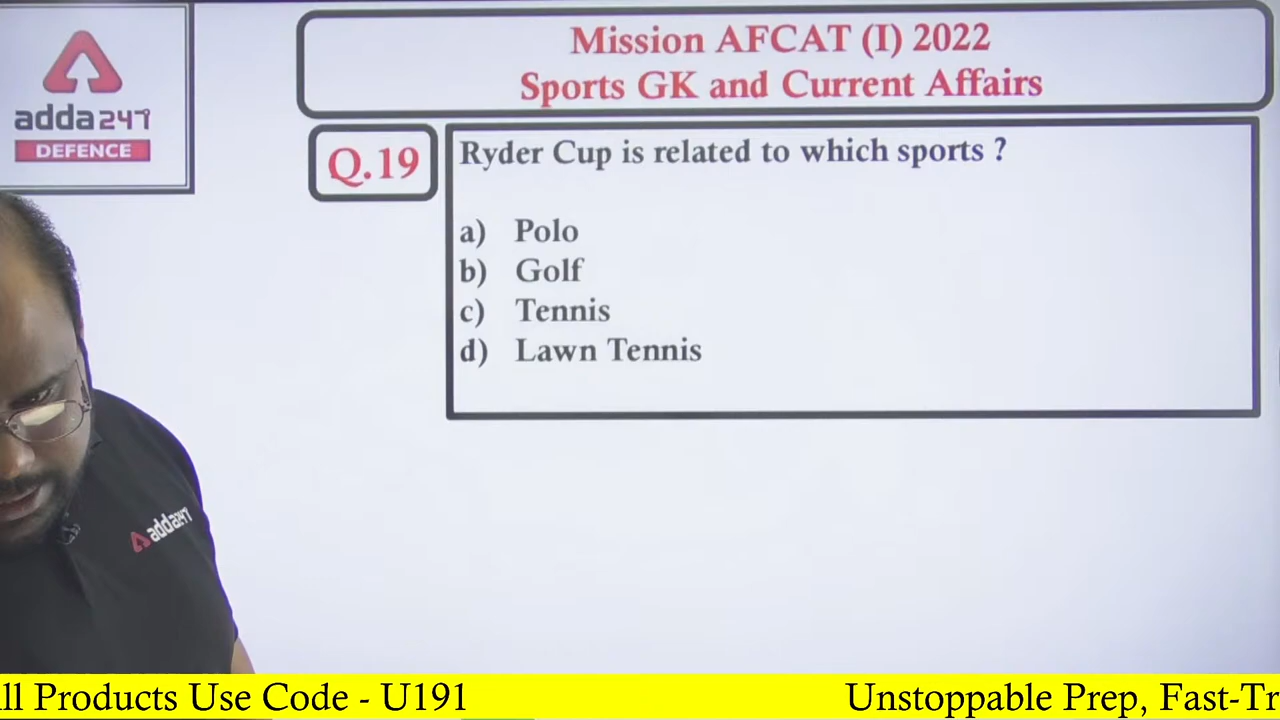 Mission AFCAT (I) 2022
Sports GK and Current Affairs
adda247
DEFENCE
Q.19
Ryder Cup is related to which sports ?
a) Polo
b) Golf
c) Tennis
d) Lawn Tennis
adda247
ll Products Use Code - U191
Unstoppable Prep, Fast-Tr